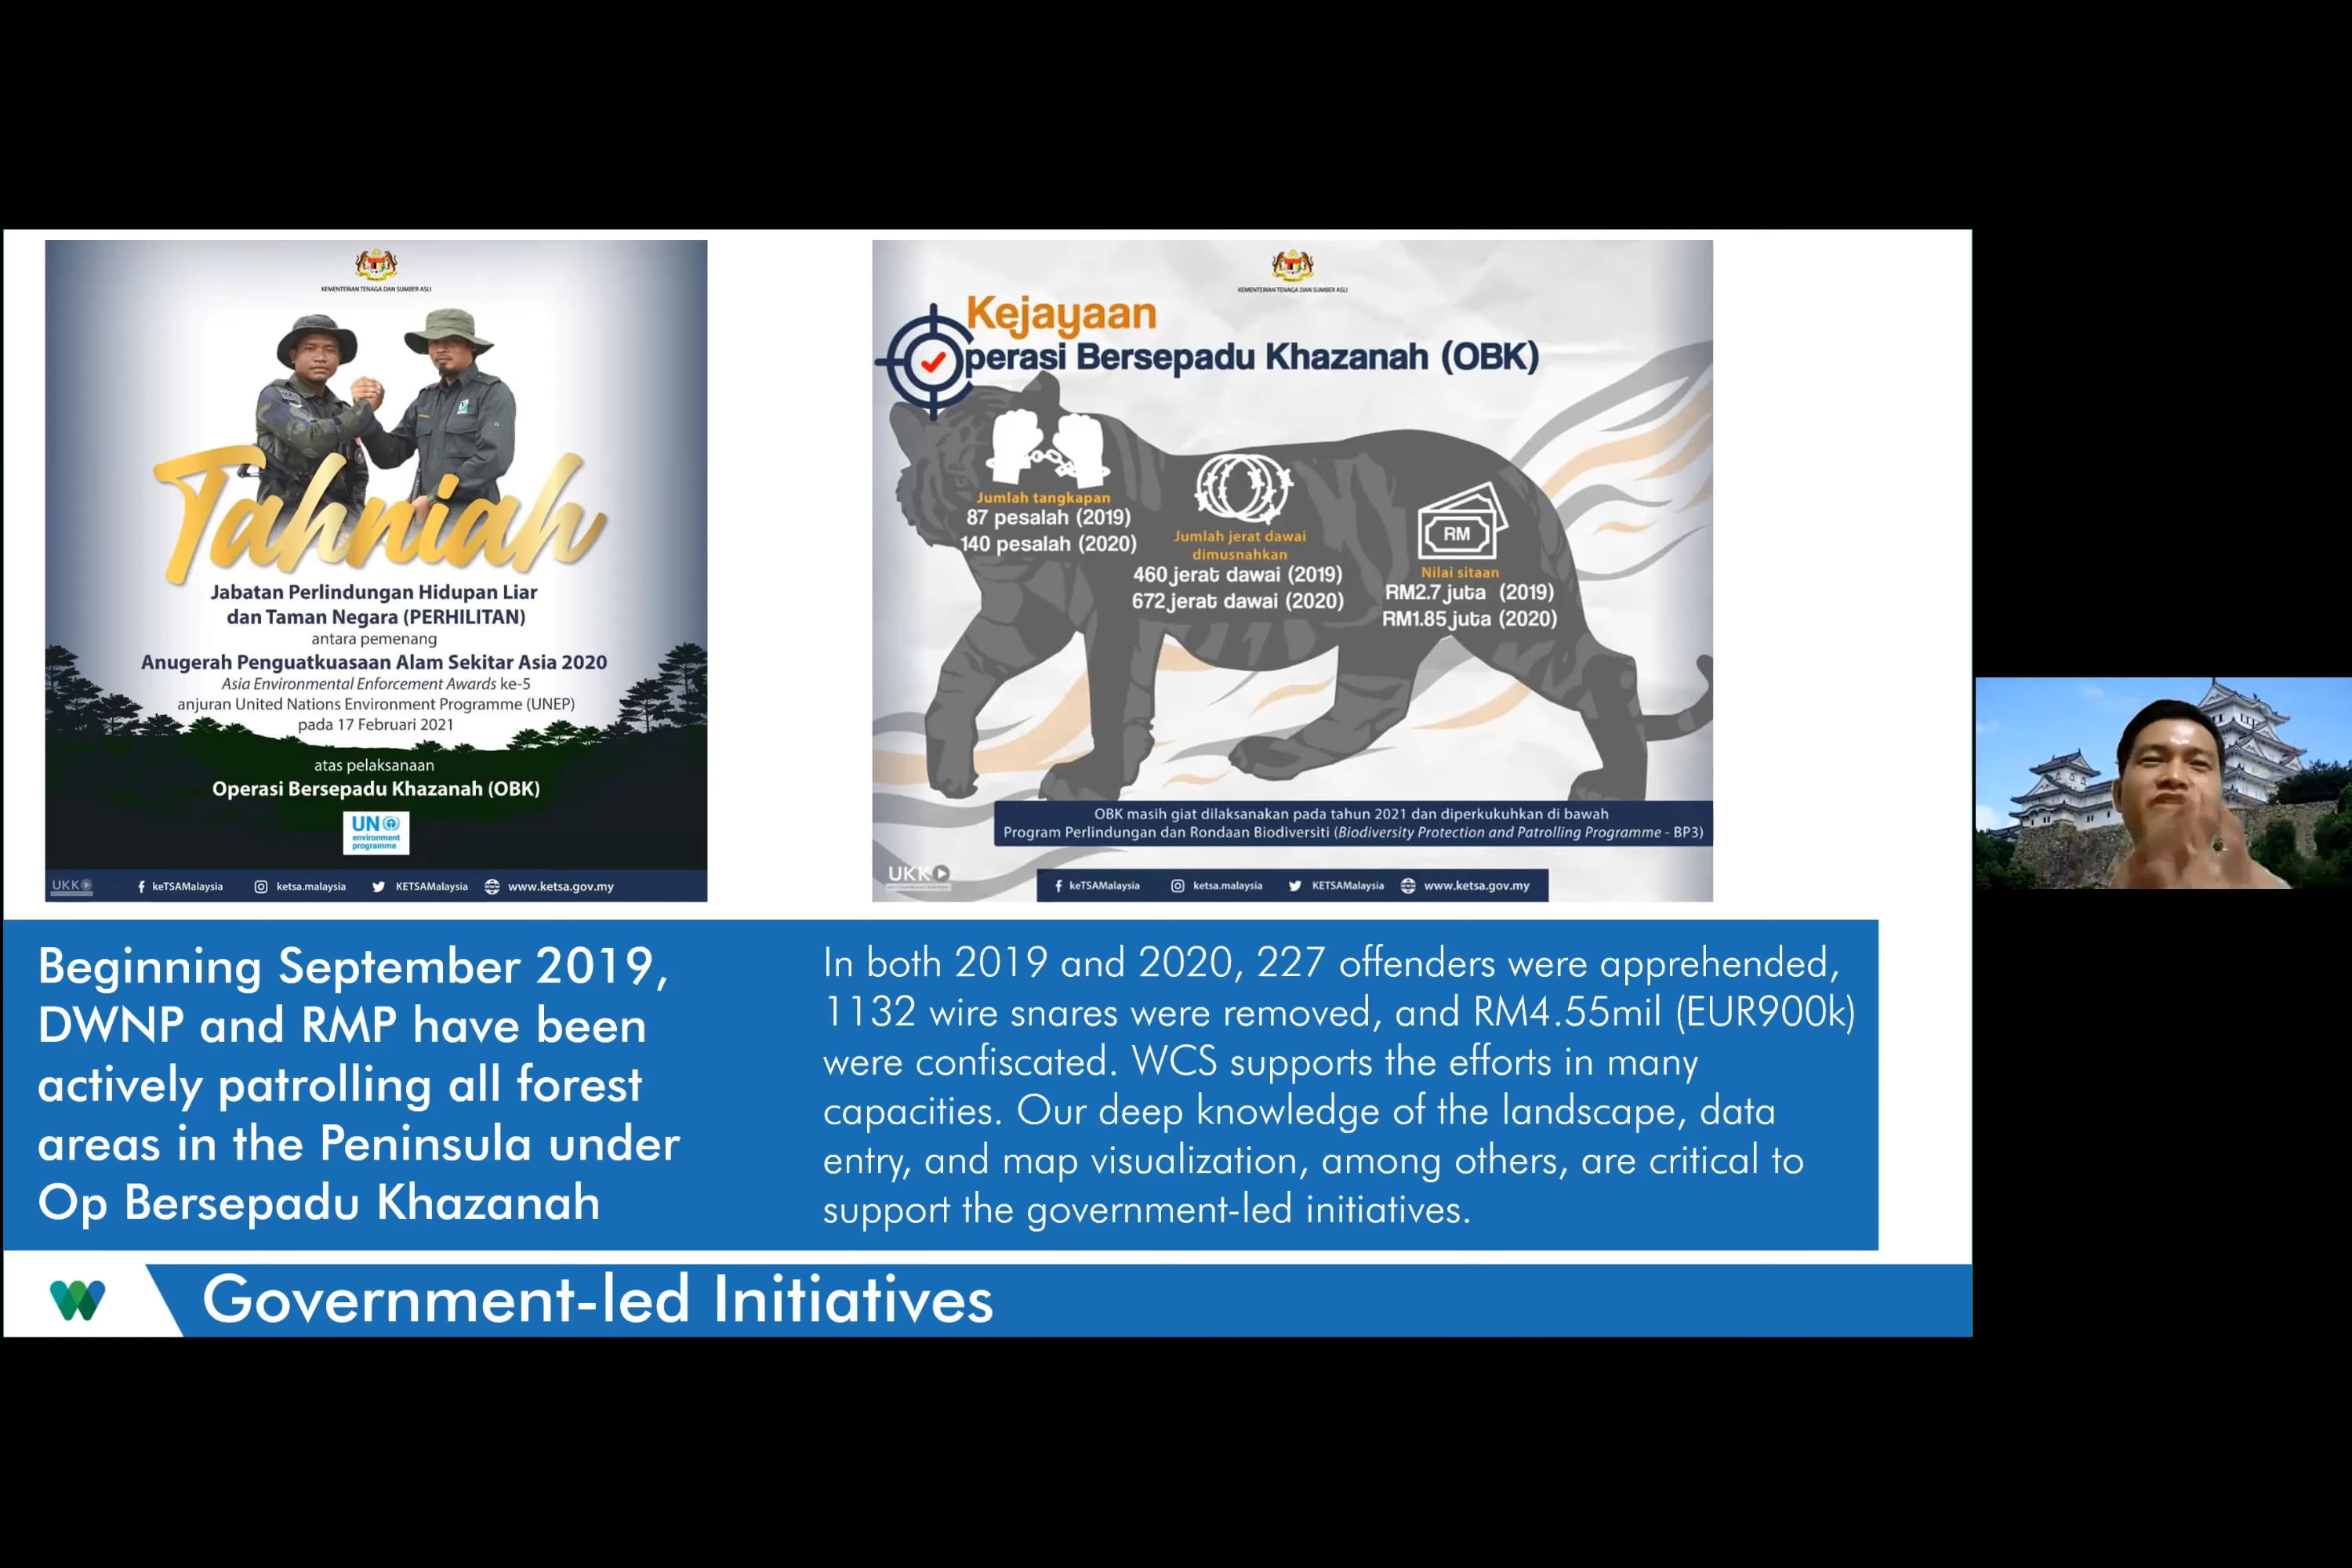 KEMENTERIAN TENAGA DAN SUMBER ASLI
Tahniah
Jabatan Perlindungan Hidupan Liar
dan Taman Negara (PERHILITAN)
antara pemenang
Anugerah Penguatkuasaan Alam Sekitar Asia 2020
Asia Environmental Enforcement Awards ke-5
anjuran United Nations Environment Programme (UNEP)
pada 17 Februari 2021
atas pelaksanaan
Operasi Bersepadu Khazanah (OBK)
UN
environment
programme
UKK
keTSAMalaysia ketsa.malaysia KETSAMalaysia www.ketsa.gov.my
KEMENTERIAN TENAGA DAN SUMBER ASLI
Kejayaan
Operasi Bersepadu Khazanah (OBK)
Jumlah tangkapan
87 pesalah (2019)
140 pesalah (2020)
Jumlah jerat dawai
dimusnahkan
460 jerat dawai (2019)
672 jerat dawai (2020)
RM
Nilai sitaan
RM2.7 juta (2019)
RM1.85 juta (2020)
OBK masih giat dilaksanakan pada tahun 2021 dan diperkukuhkan di bawah
Program Perlindungan dan Rondaan Biodiversiti (Biodiversity Protection and Patrolling Programme - BP3)
UKK
keTSAMalaysia ketsa.malaysia KETSAMalaysia www.ketsa.gov.my
Beginning September 2019,
DWNP and RMP have been
actively patrolling all forest
areas in the Peninsula under
Op Bersepadu Khazanah
In both 2019 and 2020, 227 offenders were apprehended,
1132 wire snares were removed, and RM4.55mil (EUR900k)
were confiscated. WCS supports the efforts in many
capacities. Our deep knowledge of the landscape, data
entry, and map visualization, among others, are critical to
support the government-led initiatives.
Government-led Initiatives